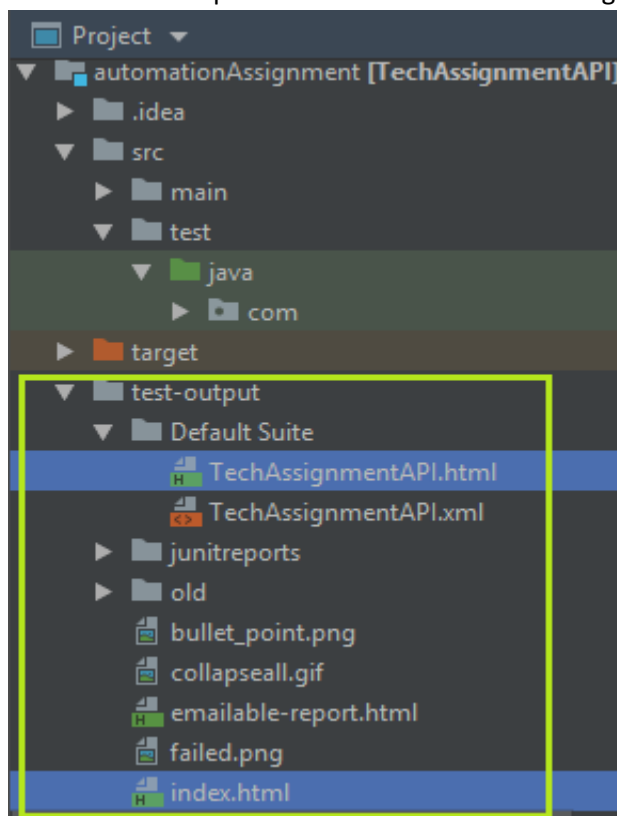 Project
automationAssignment [TechAssignmentAPI]
.idea
src
main
test
java
com
target
test-output
Default Suite
TechAssignmentAPI.html
TechAssignmentAPI.xml
junitreports
old
bullet_point.png
collapseall.gif
emailable-report.html
failed.png
index.html